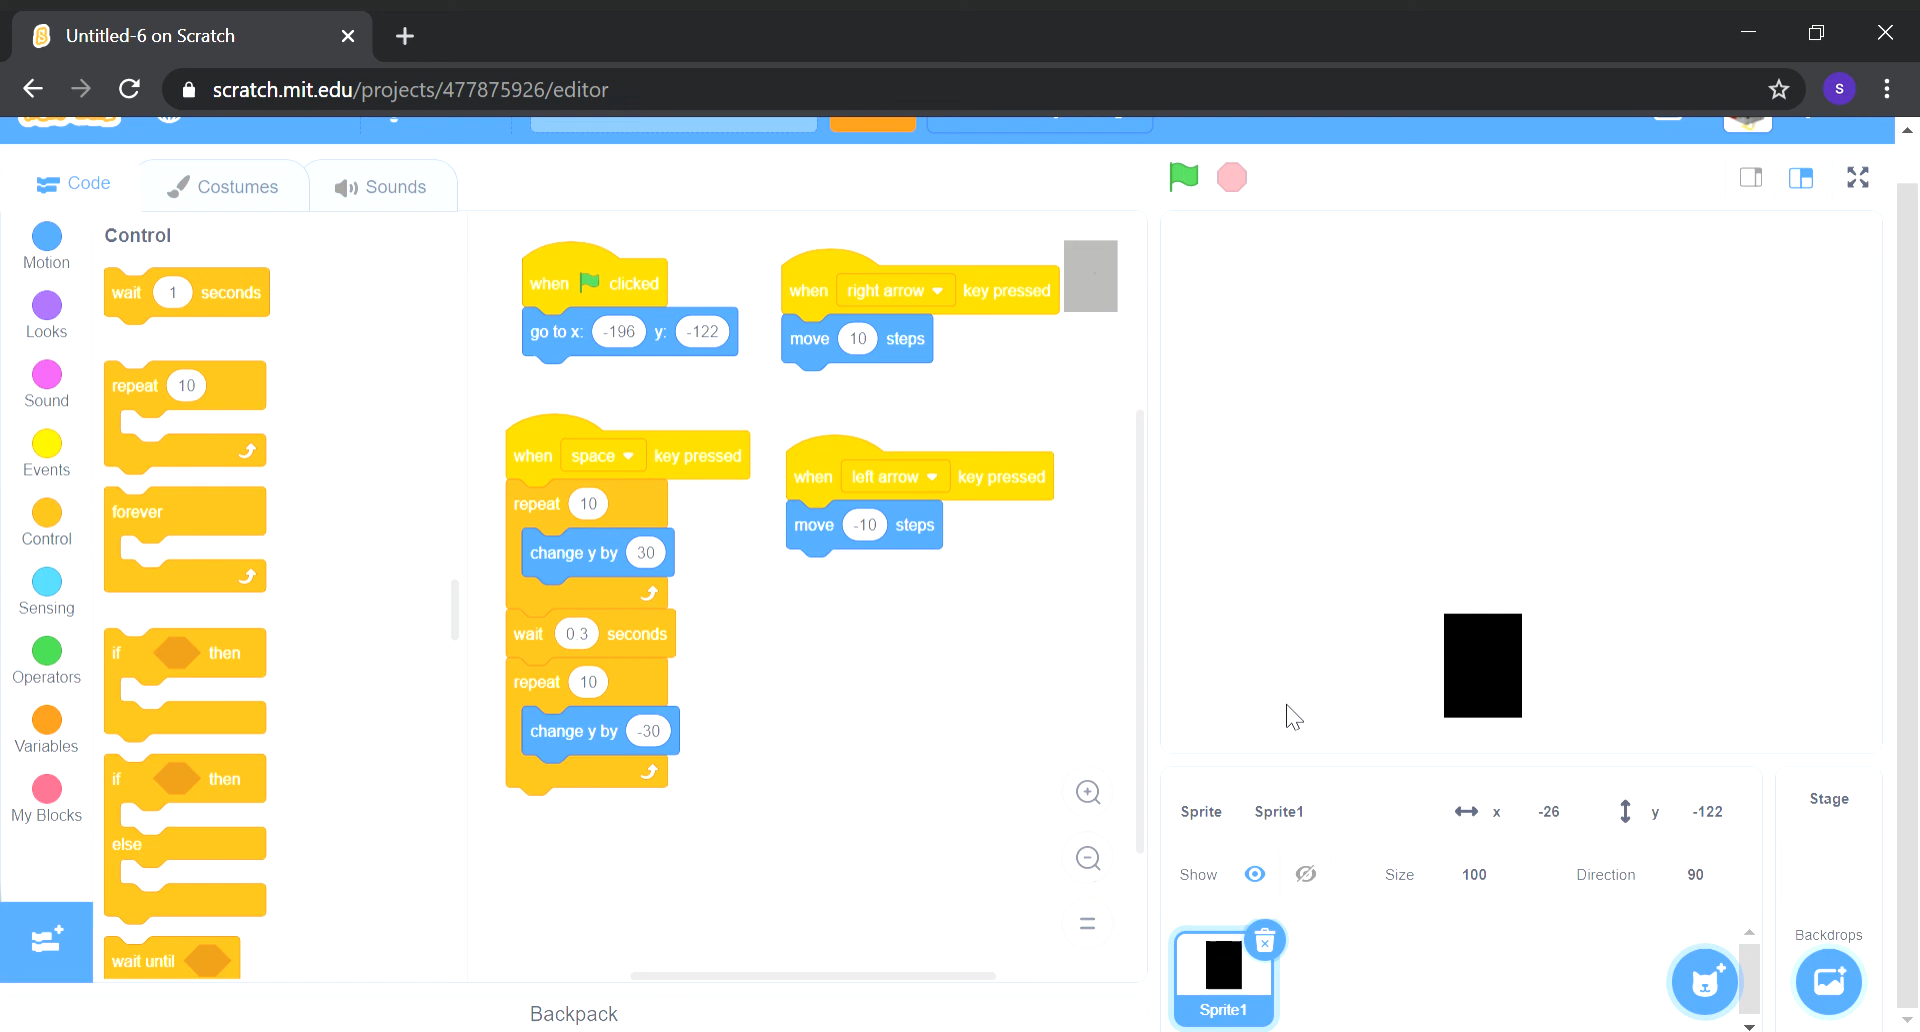 Untitled-6 on Scratch
scratch.mit.edu/projects/477875926/editor
S
Code
Costumes
Sounds
Motion
Looks
Sound
Events
Control
Sensing
Operators
Variables
My Blocks
Control
wait 1 seconds
repeat 10
forever
if then
if then
else
wait until
when clicked
go to x: -196 y: -122
when right arrow key pressed
move 10 steps
when space key pressed
repeat 10
change y by 30
wait 0.3 seconds
repeat 10
change y by -30
when left arrow key pressed
move -10 steps
Backpack
Sprite Sprite1 x -26 y -122
Show Size 100 Direction 90
Sprite1
Stage
Backdrops